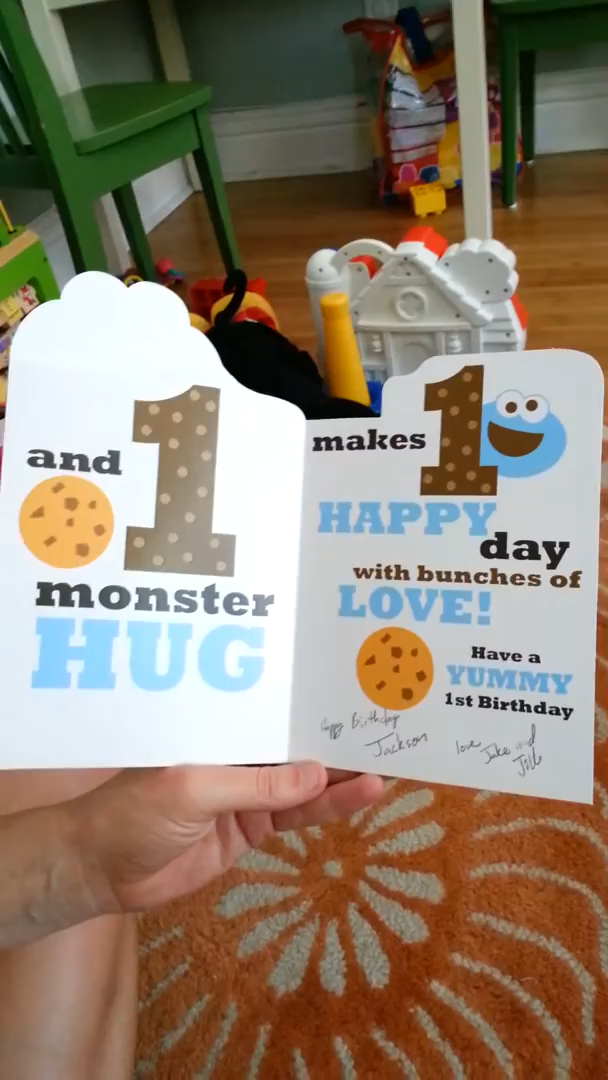 and 1
monster
HUG
makes 1
HAPPY
day
with bunches of
LOVE!
Have a
YUMMY
1st Birthday
Happy Birthday
Jackson
love Jake and
Jill